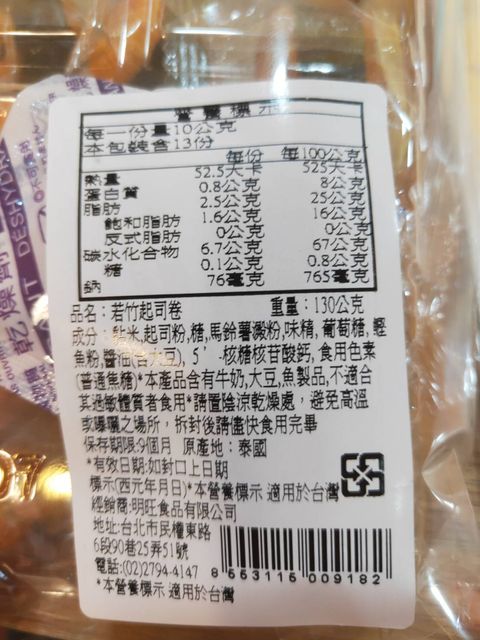 營養標示
每一份量10公克
本包裝含13份
每份 每100公克
熱量 52.5大卡 525大卡
蛋白質 0.8公克 8公克
脂肪 2.5公克 25公克
飽和脂肪 1.6公克 16公克
反式脂肪 0公克 0公克
碳水化合物 6.7公克 67公克
糖 0.1公克 0.8公克
鈉 76毫克 765毫克
品名：若竹起司卷 重量：130公克
成分：黏米,起司粉,糖,馬鈴薯澱粉,味精,葡萄糖,鰹
魚粉,醬油(含大豆),5'-核糖核苷酸鈣,食用色素
(普通焦糖)*本產品含有牛奶,大豆,魚製品,不適合
其過敏體質者食用*請置陰涼乾燥處，避免高溫
或曝曬之場所，拆封後請儘快食用完畢
保存期限:9個月 原產地：泰國
*有效日期:如封口上日期
標示(西元年月日)*本營養標示 適用於台灣
經銷商:明旺食品有限公司
地址:台北市民權東路
6段90巷25弄51號
電話:(02)2794-4147
8 553115 009182
*本營養標示 適用於台灣
乾燥劑
DESIYDR